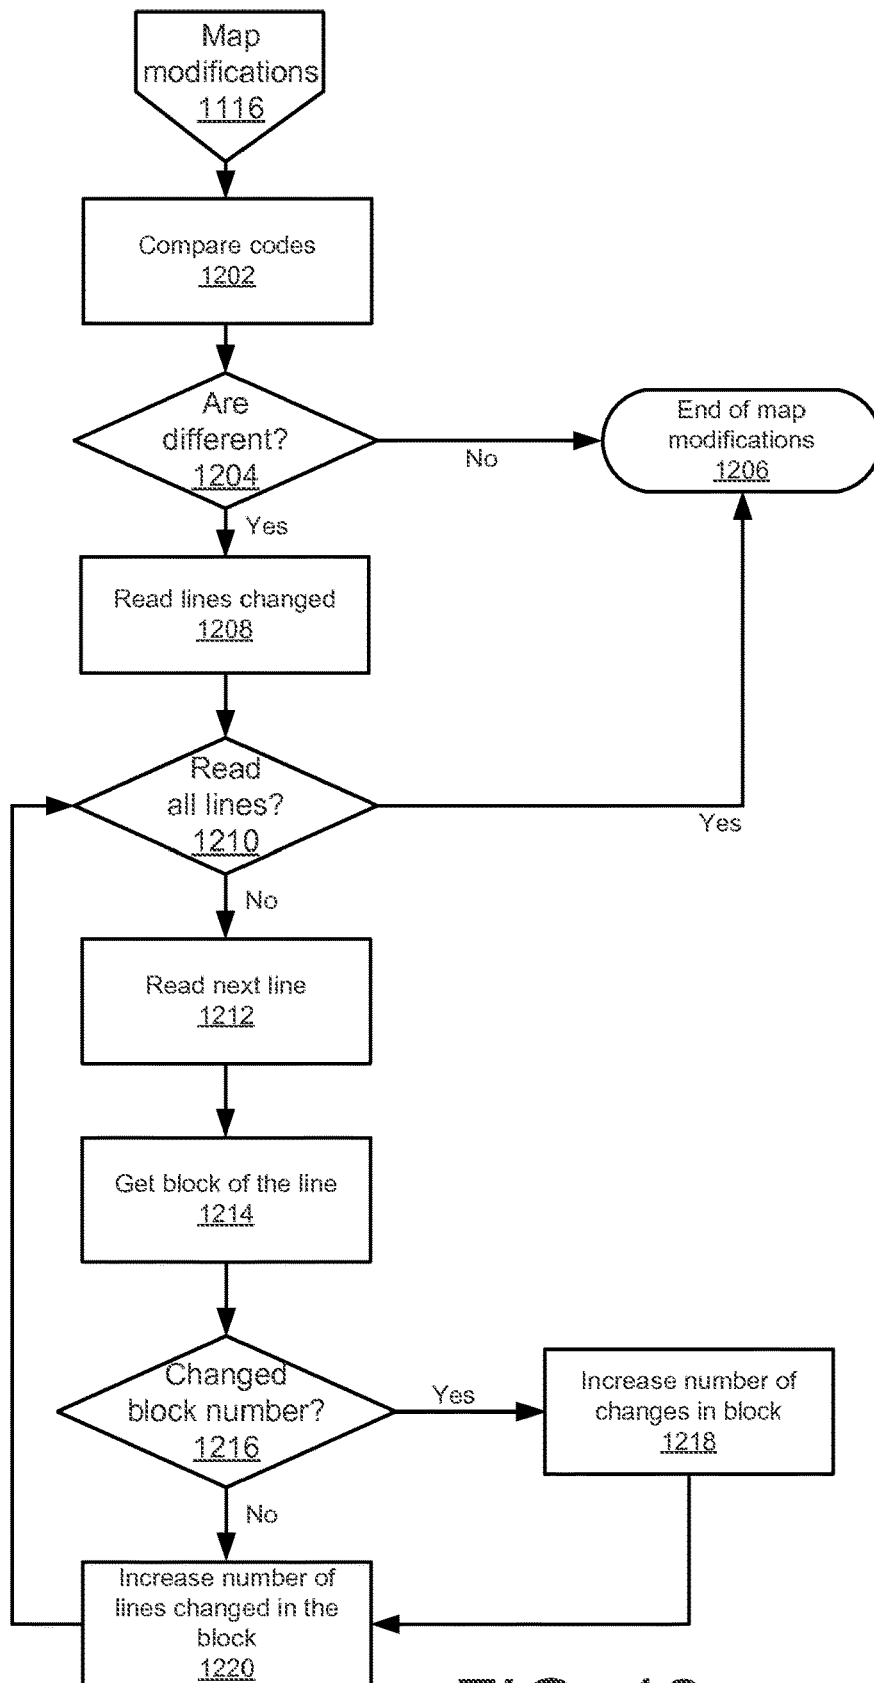 Map
modifications
1116
Compare codes
1202
Are
different?
1204
No
End of map
modifications
1206
Yes
Read lines changed
1208
Read
all lines?
1210
Yes
No
Read next line
1212
Get block of the line
1214
Changed
block number?
1216
Yes
Increase number of
changes in block
1218
No
Increase number of
lines changed in the
block
1220